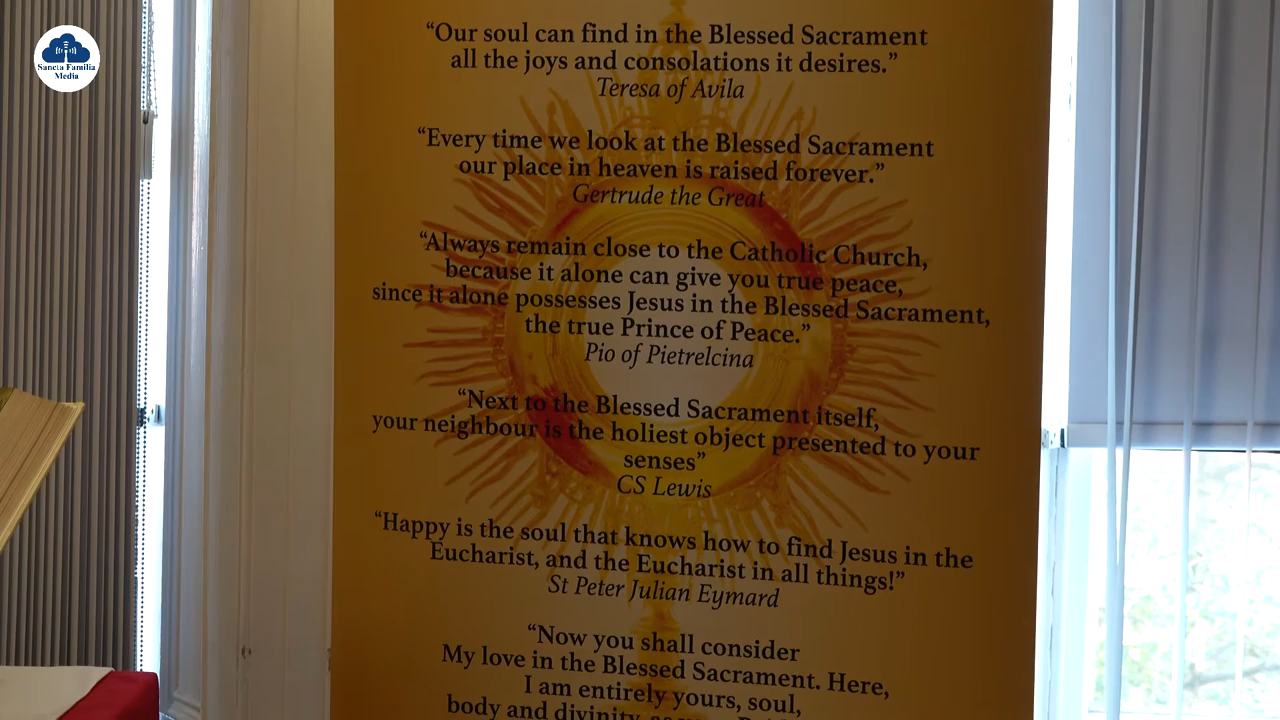 Sancta Familia
Media
“Our soul can find in the Blessed Sacrament
all the joys and consolations it desires.”
Teresa of Avila
“Every time we look at the Blessed Sacrament
our place in heaven is raised forever.”
Gertrude the Great
“Always remain close to the Catholic Church,
because it alone can give you true peace,
since it alone possesses Jesus in the Blessed Sacrament,
the true Prince of Peace.”
Pio of Pietrelcina
“Next to the Blessed Sacrament itself,
your neighbour is the holiest object presented to your
senses”
CS Lewis
“Happy is the soul that knows how to find Jesus in the
Eucharist, and the Eucharist in all things!”
St Peter Julian Eymard
“Now you shall consider
My love in the Blessed Sacrament. Here,
I am entirely yours, soul,
body and divinity,